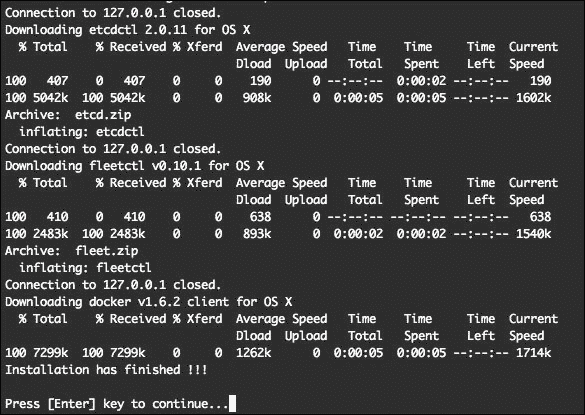 Connection to 127.0.0.1 closed.
Downloading etcdctl 2.0.11 for OS X
  % Total    % Received % Xferd  Average Speed   Time    Time     Time  Current
                                 Dload  Upload   Total   Spent    Left  Speed
100   407    0   407    0     0    190      0 --:--:--  0:00:02 --:--:--   190
100 5042k  100 5042k    0     0   908k      0  0:00:05  0:00:05 --:--:-- 1602k
Archive:  etcd.zip
  inflating: etcdctl
Connection to 127.0.0.1 closed.
Downloading fleetctl v0.10.1 for OS X
  % Total    % Received % Xferd  Average Speed   Time    Time     Time  Current
                                 Dload  Upload   Total   Spent    Left  Speed
100   410    0   410    0     0    638      0 --:--:-- --:--:-- --:--:--   638
100 2483k  100 2483k    0     0   893k      0  0:00:02  0:00:02 --:--:-- 1540k
Archive:  fleet.zip
  inflating: fleetctl
Connection to 127.0.0.1 closed.
Downloading docker v1.6.2 client for OS X
  % Total    % Received % Xferd  Average Speed   Time    Time     Time  Current
                                 Dload  Upload   Total   Spent    Left  Speed
100 7299k  100 7299k    0     0  1262k      0  0:00:05  0:00:05 --:--:-- 1714k
Installation has finished !!!
Press [Enter] key to continue...